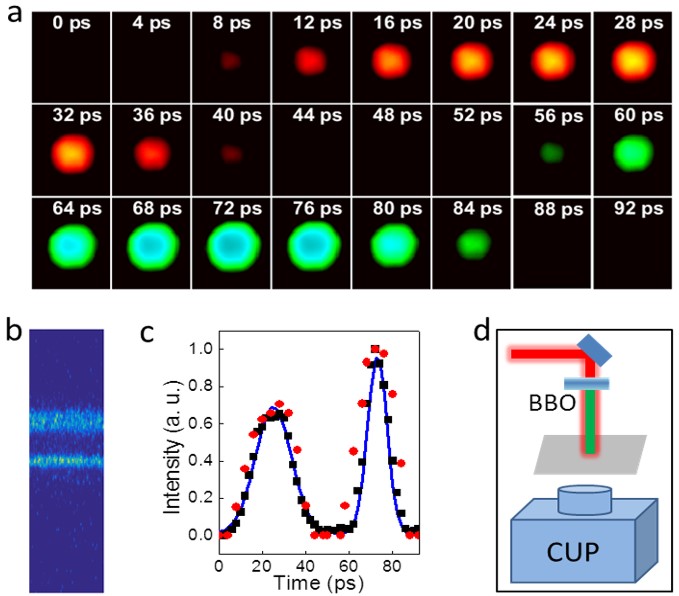 a
0 ps 4 ps 8 ps 12 ps 16 ps 20 ps 24 ps 28 ps
32 ps 36 ps 40 ps 44 ps 48 ps 52 ps 56 ps 60 ps
64 ps 68 ps 72 ps 76 ps 80 ps 84 ps 88 ps 92 ps
b
c
Intensity (a. u.)
1.0
0.8
0.6
0.4
0.2
0.0
0 20 40 60 80
Time (ps)
d
BBO
CUP